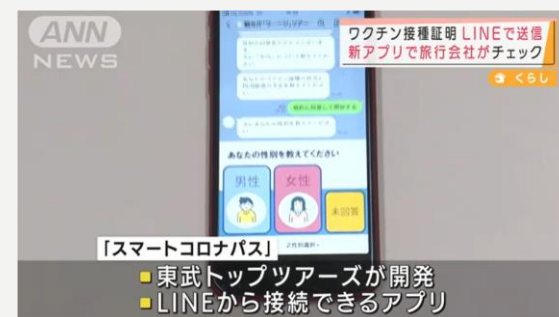 ANN
NEWS
ワクチン接種証明 LINEで送信
新アプリで旅行会社がチェック
くらし
あなたの性別を教えてください
男性
女性
未回答
「スマートコロナパス」
東武トップツアーズが開発
LINEから接続できるアプリ